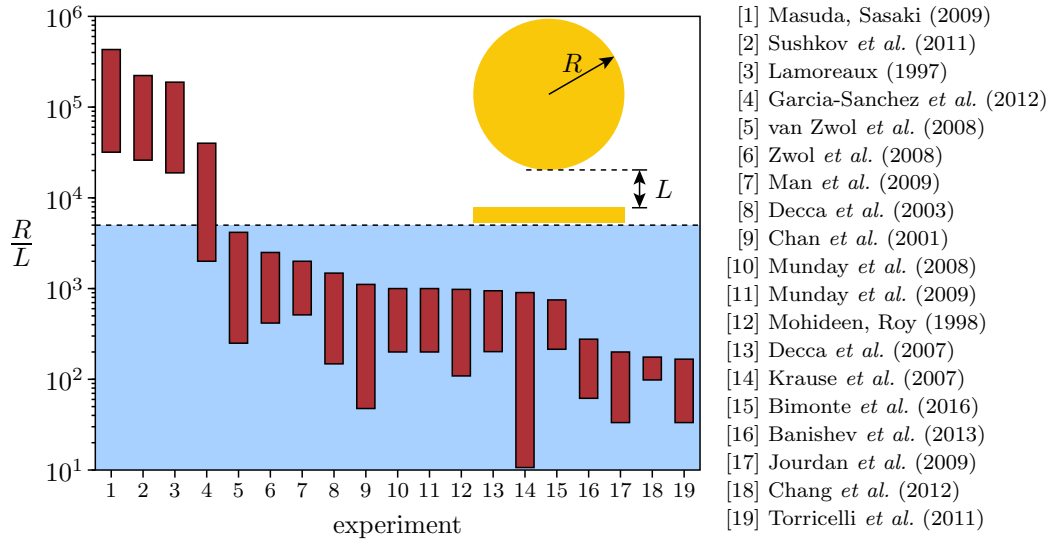 10^6
10^5
10^4
10^3
10^2
10^1
R
L
R
L
1 2 3 4 5 6 7 8 9 10 11 12 13 14 15 16 17 18 19
experiment
[1] Masuda, Sasaki (2009)
[2] Sushkov et al. (2011)
[3] Lamoreaux (1997)
[4] Garcia-Sanchez et al. (2012)
[5] van Zwol et al. (2008)
[6] Zwol et al. (2008)
[7] Man et al. (2009)
[8] Decca et al. (2003)
[9] Chan et al. (2001)
[10] Munday et al. (2008)
[11] Munday et al. (2009)
[12] Mohideen, Roy (1998)
[13] Decca et al. (2007)
[14] Krause et al. (2007)
[15] Bimonte et al. (2016)
[16] Banishev et al. (2013)
[17] Jourdan et al. (2009)
[18] Chang et al. (2012)
[19] Torricelli et al. (2011)